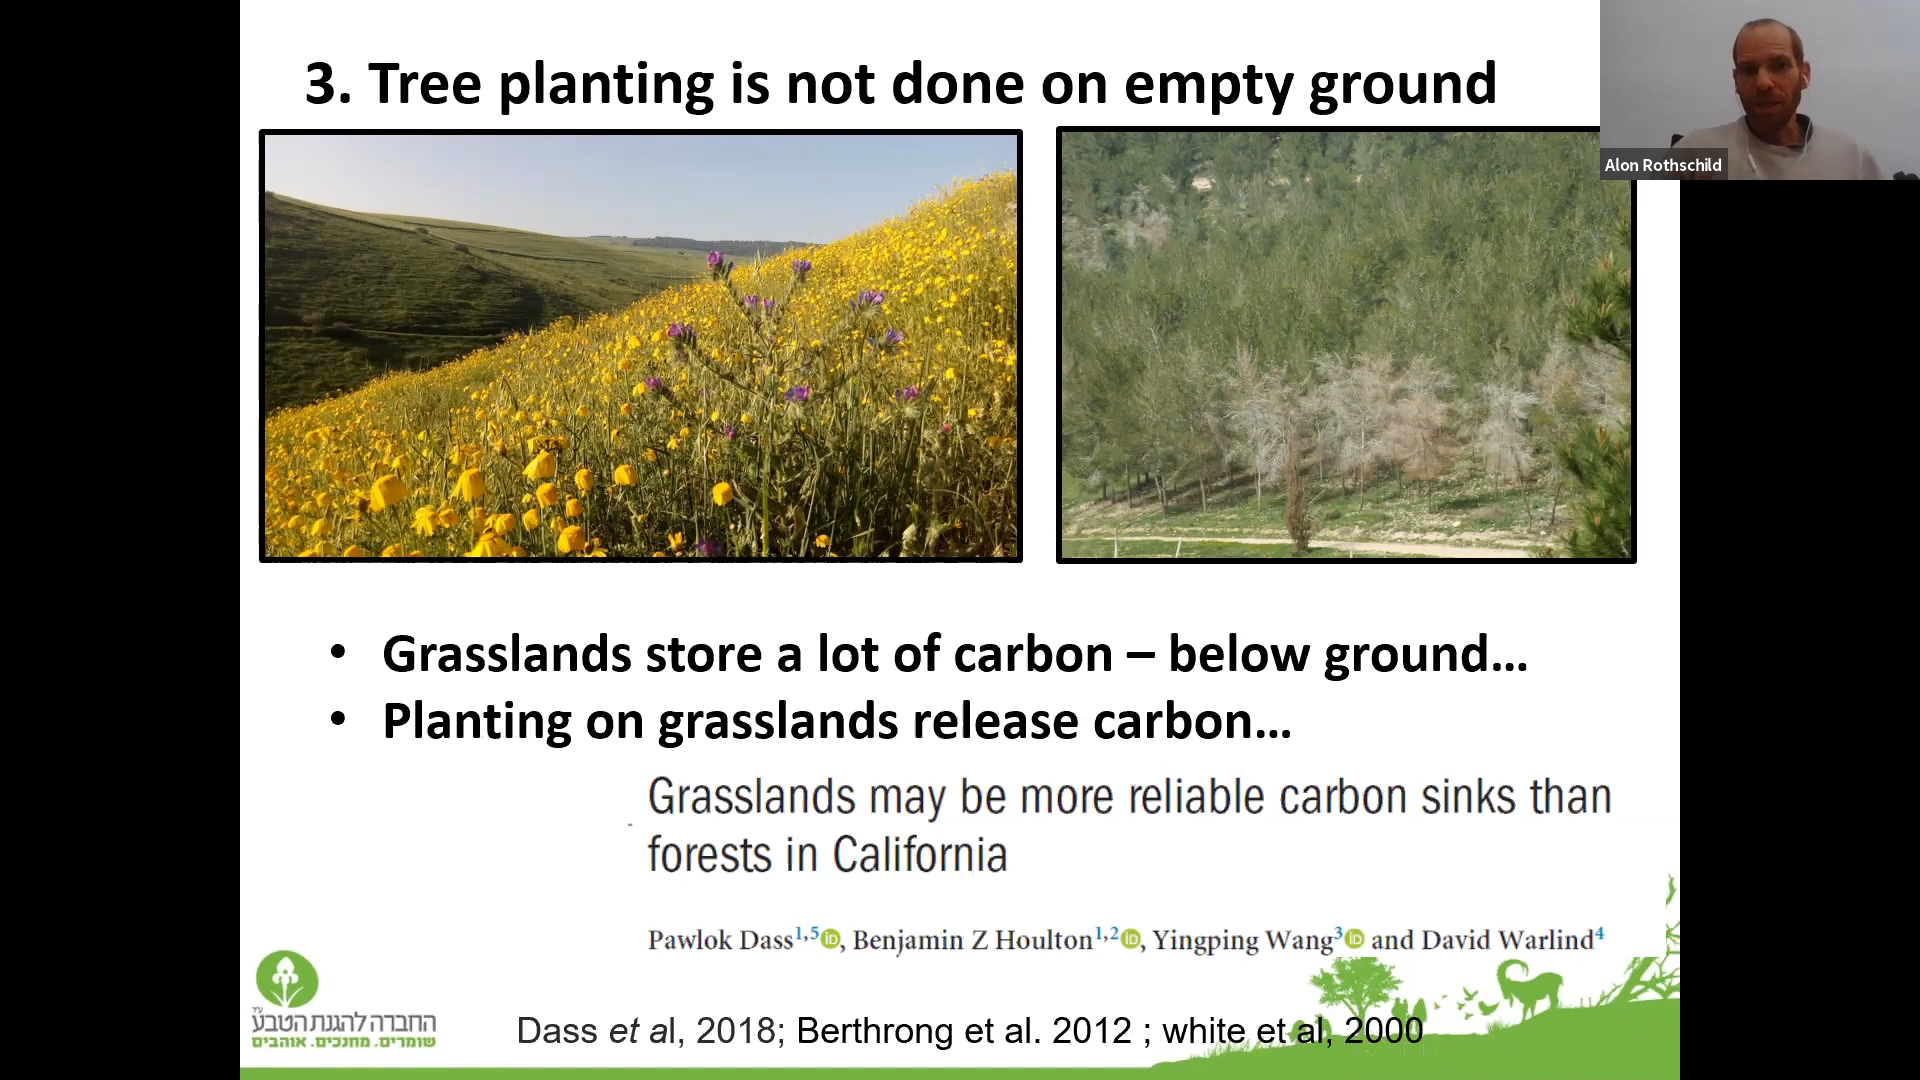 3. Tree planting is not done on empty ground
Alon Rothschild
• Grasslands store a lot of carbon – below ground...
• Planting on grasslands release carbon...
Grasslands may be more reliable carbon sinks than
forests in California
Pawlok Dass1,5, Benjamin Z Houlton1,2, Yingping Wang3 and David Warlind4
החברה להגנת הטבע
שומרים. מחנכים. אוהבים
Dass et al, 2018; Berthrong et al. 2012 ; white et al, 2000